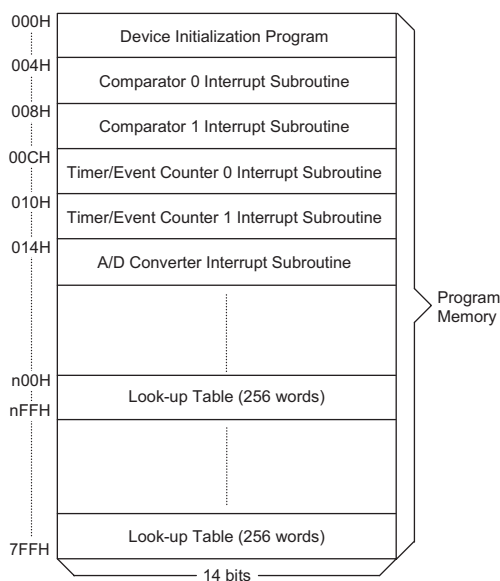 000H
Device Initialization Program
004H
Comparator 0 Interrupt Subroutine
008H
Comparator 1 Interrupt Subroutine
00CH
Timer/Event Counter 0 Interrupt Subroutine
010H
Timer/Event Counter 1 Interrupt Subroutine
014H
A/D Converter Interrupt Subroutine
Program
Memory
n00H
Look-up Table (256 words)
nFFH
Look-up Table (256 words)
7FFH
14 bits